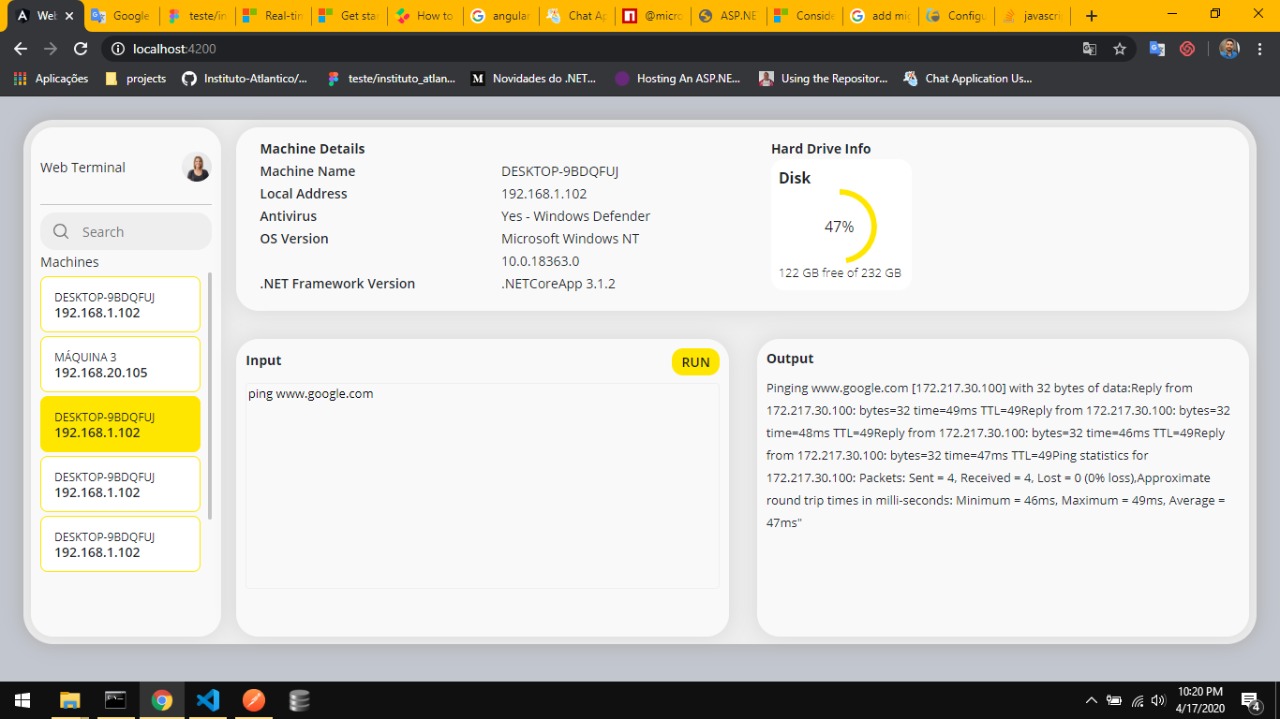 Web
Google
teste/in
Real-tim
Get star
How to
angular
Chat Ap
@micro
ASP.NE
Conside
add mig
Configu
javascri
localhost:4200
Aplicações
projects
Instituto-Atlantico/...
teste/instituto_atlan...
Novidades do .NET...
Hosting An ASP.NE...
Using the Repositor...
Chat Application Us...
Web Terminal
Search
Machines
DESKTOP-9BDQFUJ
192.168.1.102
MÁQUINA 3
192.168.20.105
DESKTOP-9BDQFUJ
192.168.1.102
DESKTOP-9BDQFUJ
192.168.1.102
DESKTOP-9BDQFUJ
192.168.1.102
Machine Details
Machine Name DESKTOP-9BDQFUJ
Local Address 192.168.1.102
Antivirus Yes - Windows Defender
OS Version Microsoft Windows NT
10.0.18363.0
.NET Framework Version .NETCoreApp 3.1.2
Hard Drive Info
Disk
47%
122 GB free of 232 GB
Input
RUN
ping www.google.com
Output
Pinging www.google.com [172.217.30.100] with 32 bytes of data:Reply from
172.217.30.100: bytes=32 time=49ms TTL=49Reply from 172.217.30.100: bytes=32
time=48ms TTL=49Reply from 172.217.30.100: bytes=32 time=46ms TTL=49Reply
from 172.217.30.100: bytes=32 time=47ms TTL=49Ping statistics for
172.217.30.100: Packets: Sent = 4, Received = 4, Lost = 0 (0% loss),Approximate
round trip times in milli-seconds: Minimum = 46ms, Maximum = 49ms, Average =
47ms"
10:20 PM
4/17/2020
4